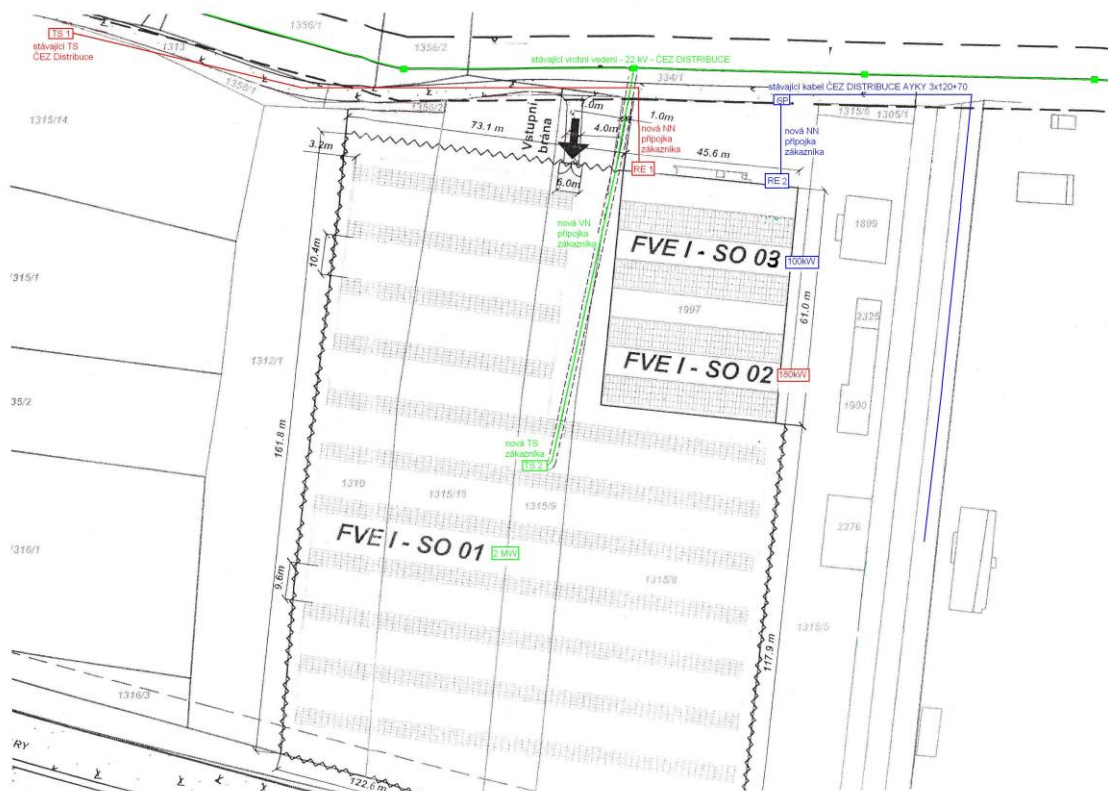 1356/1
TS 1
stávající TS
ČEZ Distribuce
1313
1356/2
stávající vrchní vedení - 22 kV - ČEZ DISTRIBUCE
334/1
1356/1
stávající kabel ČEZ DISTRIBUCE AYKY 3x120+70
1315/14
1356/2
SP
1315/6
1305/1
1.0m
1.0m
73.1 m
4.0m
Vstupní
brána
nová NN
přípojka
zákazníka
nová NN
přípojka
zákazníka
45.6 m
3.2m
RE 1
RE 2
6.0m
nová VN
přípojka
zákazníka
1899
10.4m
FVE I - SO 03
100kW
1315/1
1997
61.0 m
2325
1312/1
FVE I - SO 02
180kW
35/2
1900
161.8 m
nová TS
zákazníka
TS 2
1310
1315/15
1315/9
2276
FVE I - SO 01
2 MW
1316/1
9.6m
1315/8
1315/5
117.9 m
1316/3
RY
122.6 m